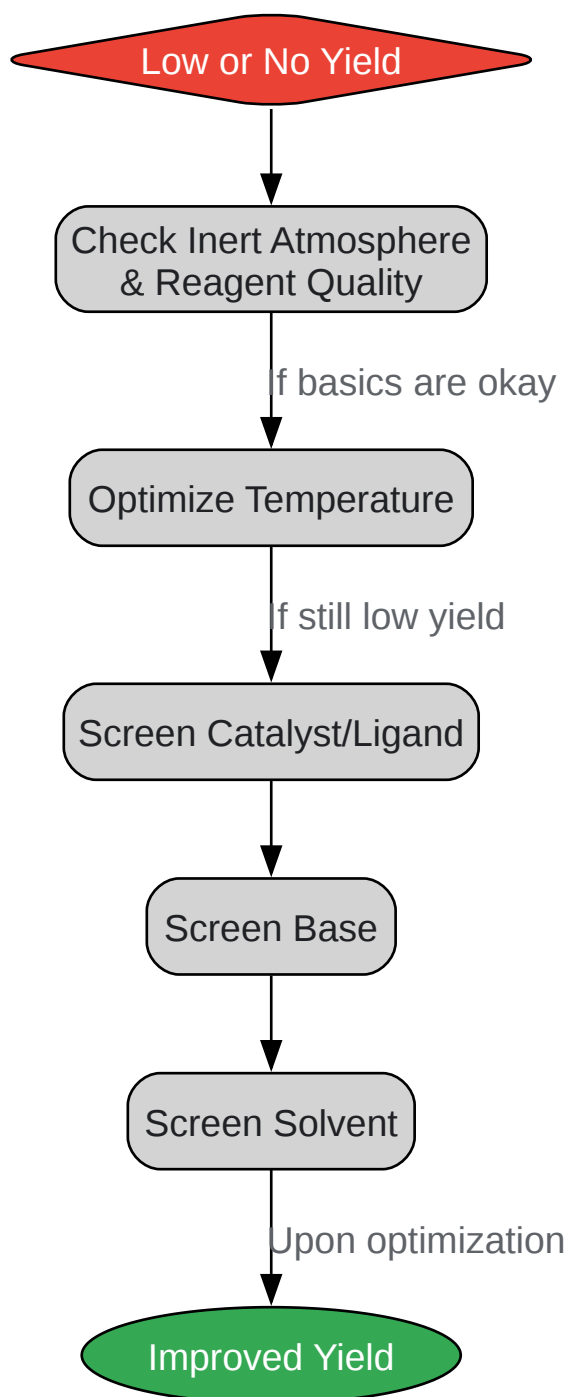 Low or No Yield
Check Inert Atmosphere
& Reagent Quality
If basics are okay
Optimize Temperature
If still low yield
Screen Catalyst/Ligand
Screen Base
Screen Solvent
Upon optimization
Improved Yield